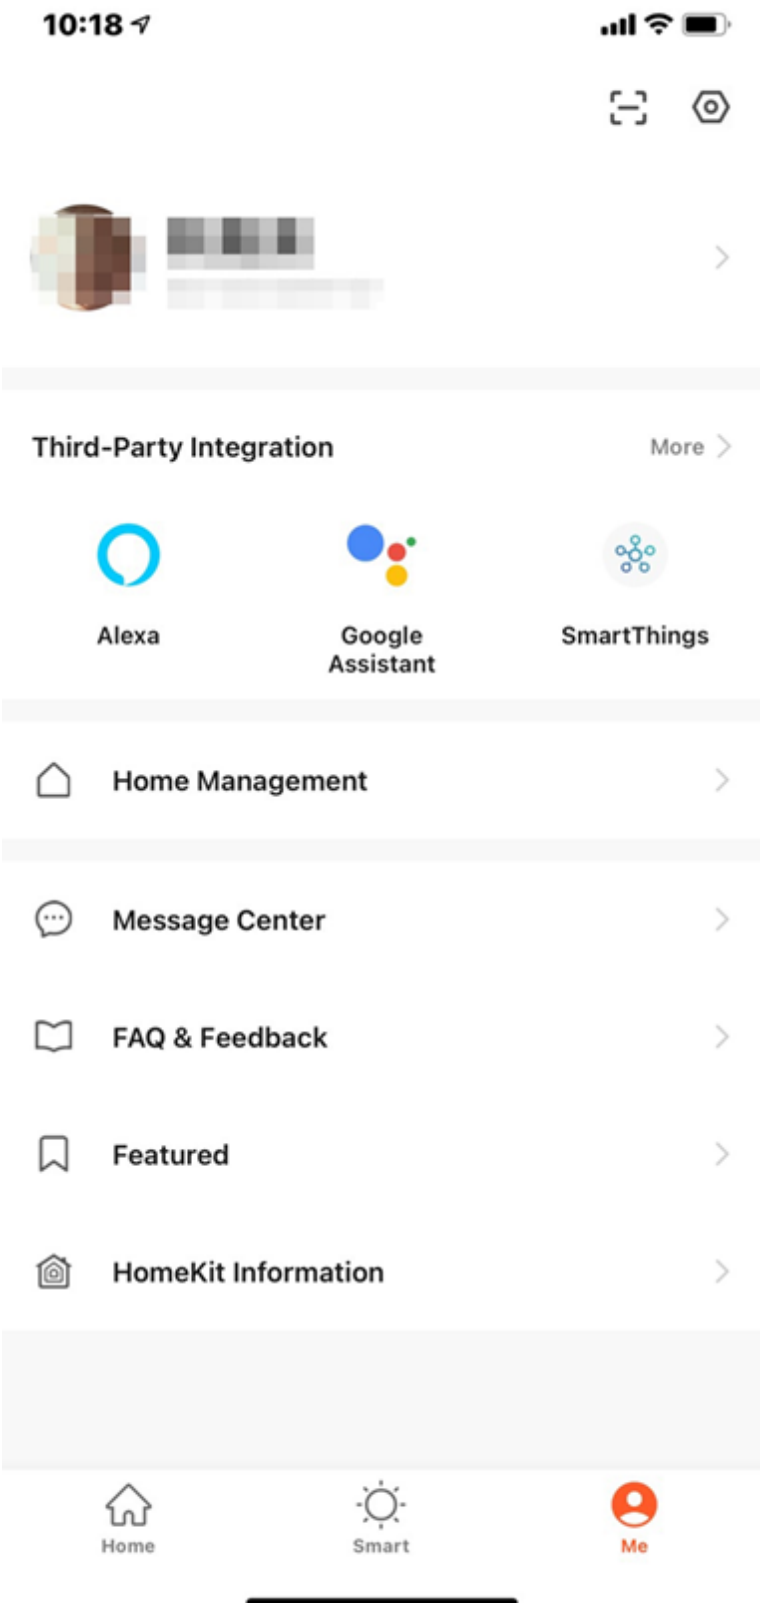 10:18
Third-Party Integration
More
Alexa
Google
Assistant
SmartThings
Home Management
Message Center
FAQ & Feedback
Featured
HomeKit Information
Home
Smart
Me